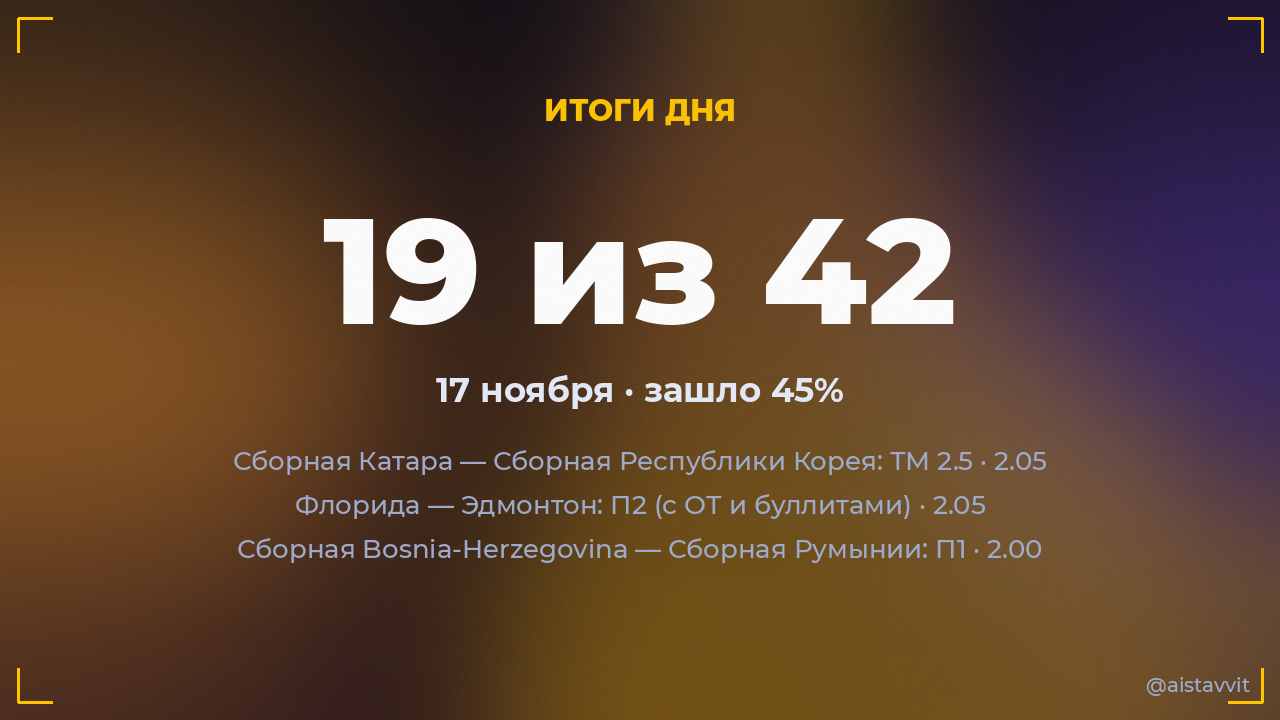 ИТОГИ ДНЯ
19 из 42
17 ноября · зашло 45%
Сборная Катара — Сборная Республики Корея: ТМ 2.5 · 2.05
Флорида — Эдмонтон: П2 (с ОТ и буллитами) · 2.05
Сборная Bosnia-Herzegovina — Сборная Румынии: П1 · 2.00
@aistavvit